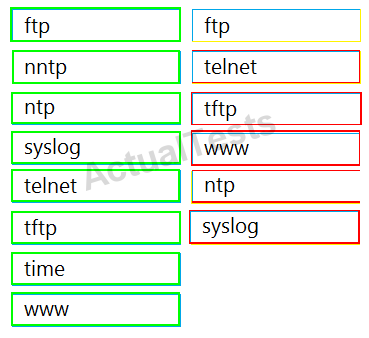 ftp
nntp
ntp
syslog
telnet
tftp
time
www
ftp
telnet
tftp
www
ntp
syslog
ActualTests